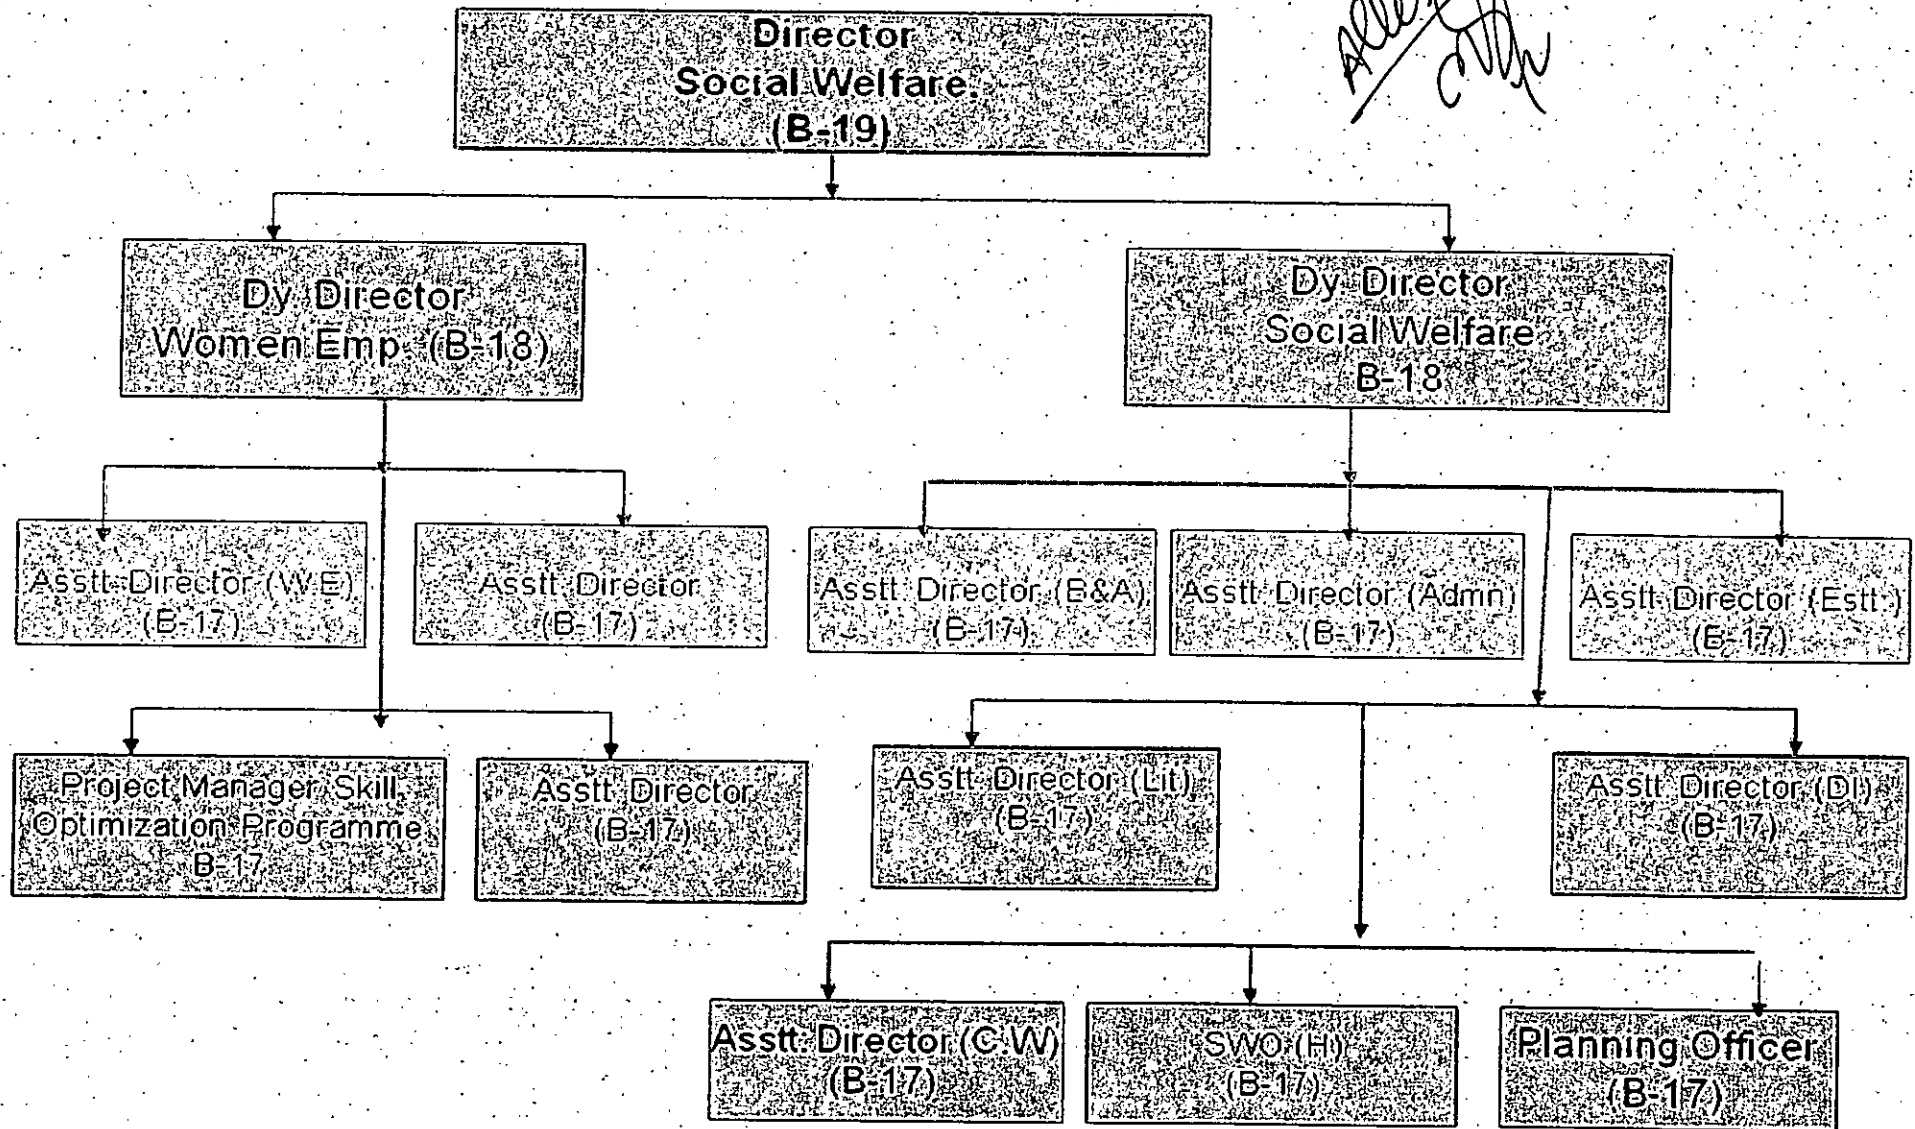 Director
Social Welfare.
(B-19)
Dy Director
Women Emp. (B-18)
Dy Director
Social Welfare
B-18
Asstt: Director (W.E)
(B-17)
Asstt: Director
(B-17)
Asstt: Director (B&A)
(B-17)
Asstt: Director (Admn)
(B-17)
Asstt: Director (Estt:)
(B-17)
Project Manager Skill
Optimization Programme
B-17
Asstt: Director
(B-17)
Asstt: Director (Lit)
(B-17)
Asstt: Director (DI)
(B-17)
Asstt: Director (C.W)
(B-17)
SWO (H)
(B-17)
Planning Officer
(B-17)